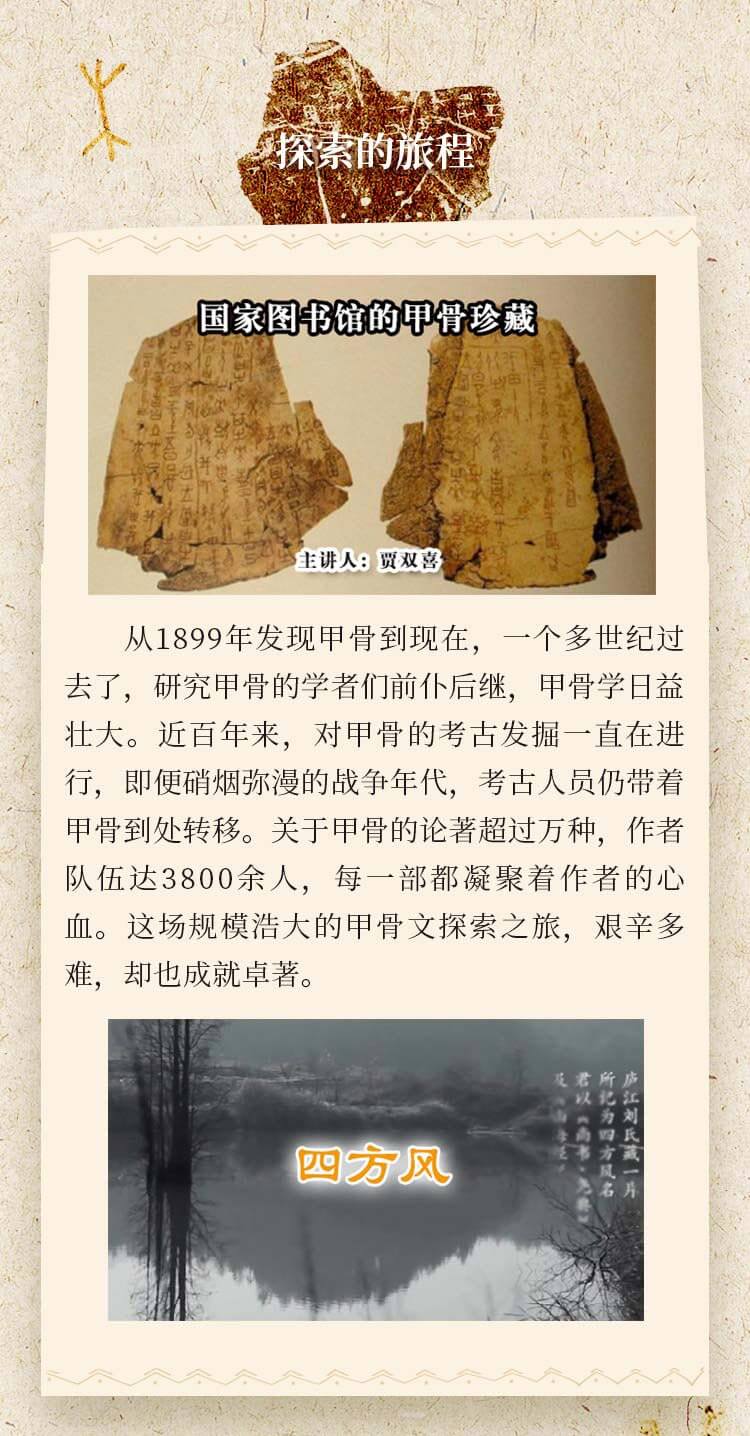 探索的旅程
国家图书馆的甲骨珍藏
主讲人：贾双喜
从1899年发现甲骨到现在，一个多世纪过
去了，研究甲骨的学者们前仆后继，甲骨学日益
壮大。近百年来，对甲骨的考古发掘一直在进
行，即便硝烟弥漫的战争年代，考古人员仍带着
甲骨到处转移。关于甲骨的论著超过万种，作者
队伍达3800余人，每一部都凝聚着作者的心
血。这场规模浩大的甲骨文探索之旅，艰辛多
难，却也成就卓著。
庐江刘氏藏一片
所纪为四方风名
君以《尚书·尧典》
及
四方风